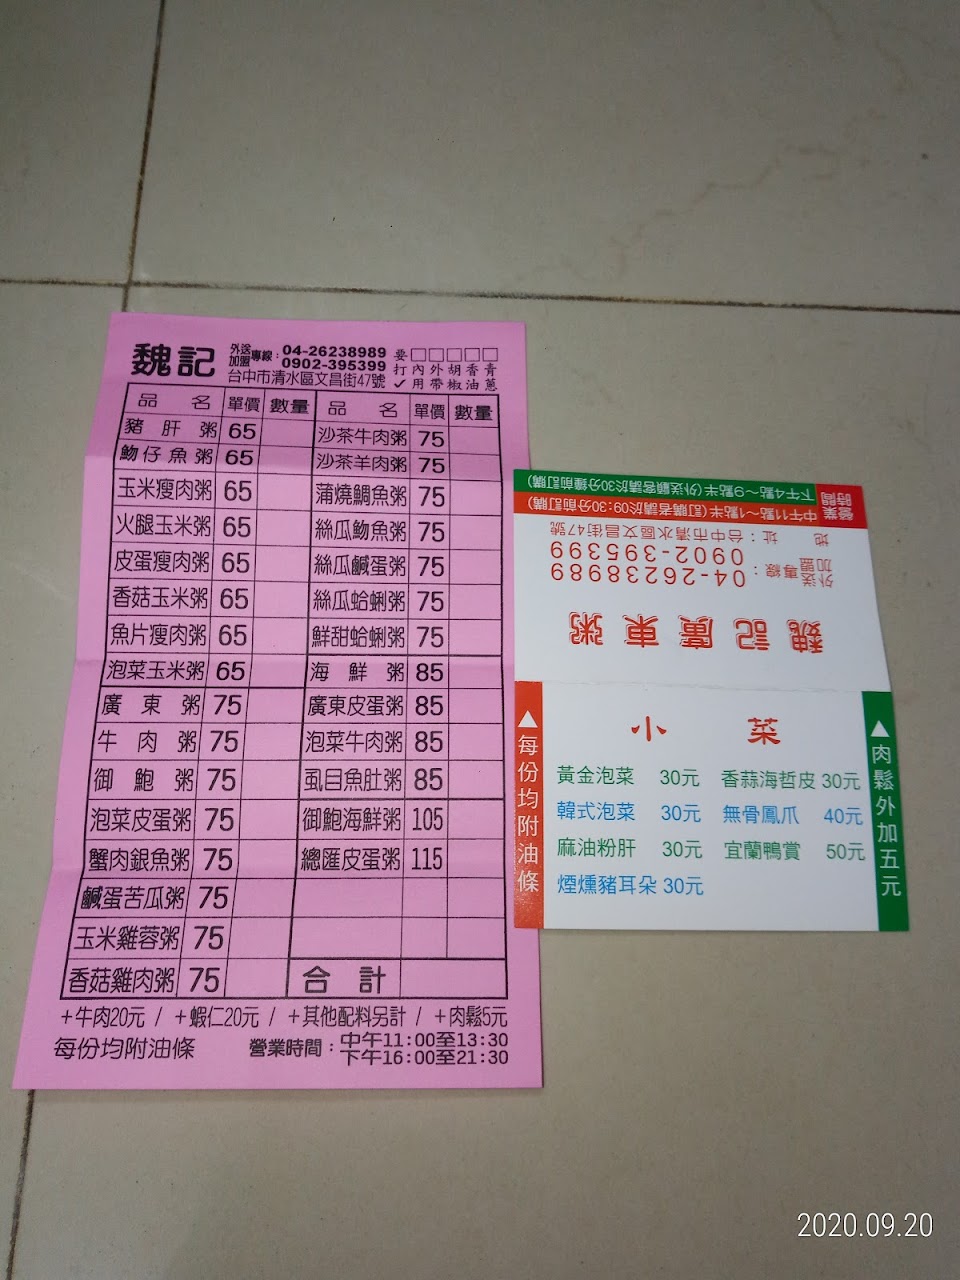 魏記
外送
加盟
專線：
04-26238989
0902-395399
台中市清水區文昌街47號
要□□□□□
打內外胡香青
✓用帶椒油蔥
品 名 單價 數量 品 名 單價 數量
豬肝粥 65 沙茶牛肉粥 75
魩仔魚粥 65 沙茶羊肉粥 75
玉米瘦肉粥 65 蒲燒鯛魚粥 75
火腿玉米粥 65 絲瓜魩魚粥 75
皮蛋瘦肉粥 65 絲瓜鹹蛋粥 75
香菇玉米粥 65 絲瓜蛤蜊粥 75
魚片瘦肉粥 65 鮮甜蛤蜊粥 75
泡菜玉米粥 65 海鮮粥 85
廣東粥 75 廣東皮蛋粥 85
牛肉粥 75 泡菜牛肉粥 85
御鮑粥 75 虱目魚肚粥 85
泡菜皮蛋粥 75 御鮑海鮮粥 105
蟹肉銀魚粥 75 總匯皮蛋粥 115
鹹蛋苦瓜粥 75
玉米雞蓉粥 75
香菇雞肉粥 75 合計
+牛肉20元 / +蝦仁20元 / +其他配料另計 / +肉鬆5元
每份均附油條 營業時間：中午11:00至13:30
下午16:00至21:30
魏記廣東粥
外送
加盟
專線：
04-26238989
0902-395399
地 址：台中市清水區文昌街47號
營業
時間
中午11點～1點半(訂購者請於09:30分前訂購)
下午4點～9點半(外送顧客請於30分鐘前訂購)
▲每份均附油條
小 菜
黃金泡菜 30元 香蒜海哲皮 30元
韓式泡菜 30元 無骨鳳爪 40元
麻油粉肝 30元 宜蘭鴨賞 50元
煙燻豬耳朵 30元
▲肉鬆外加五元
2020.09.20